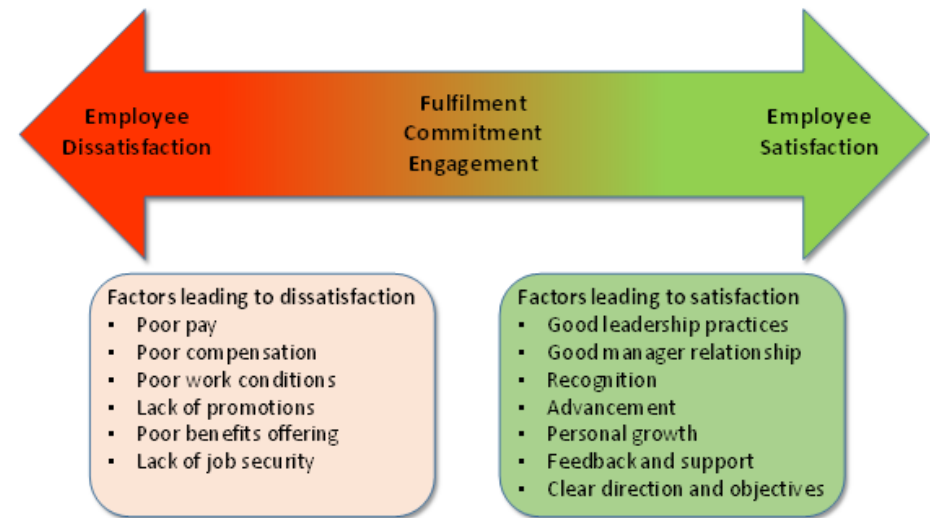 Employee
Dissatisfaction
Fulfilment
Commitment
Engagement
Employee
Satisfaction
Factors leading to dissatisfaction
▪ Poor pay
▪ Poor compensation
▪ Poor work conditions
▪ Lack of promotions
▪ Poor benefits offering
▪ Lack of job security
Factors leading to satisfaction
▪ Good leadership practices
▪ Good manager relationship
▪ Recognition
▪ Advancement
▪ Personal growth
▪ Feedback and support
▪ Clear direction and objectives